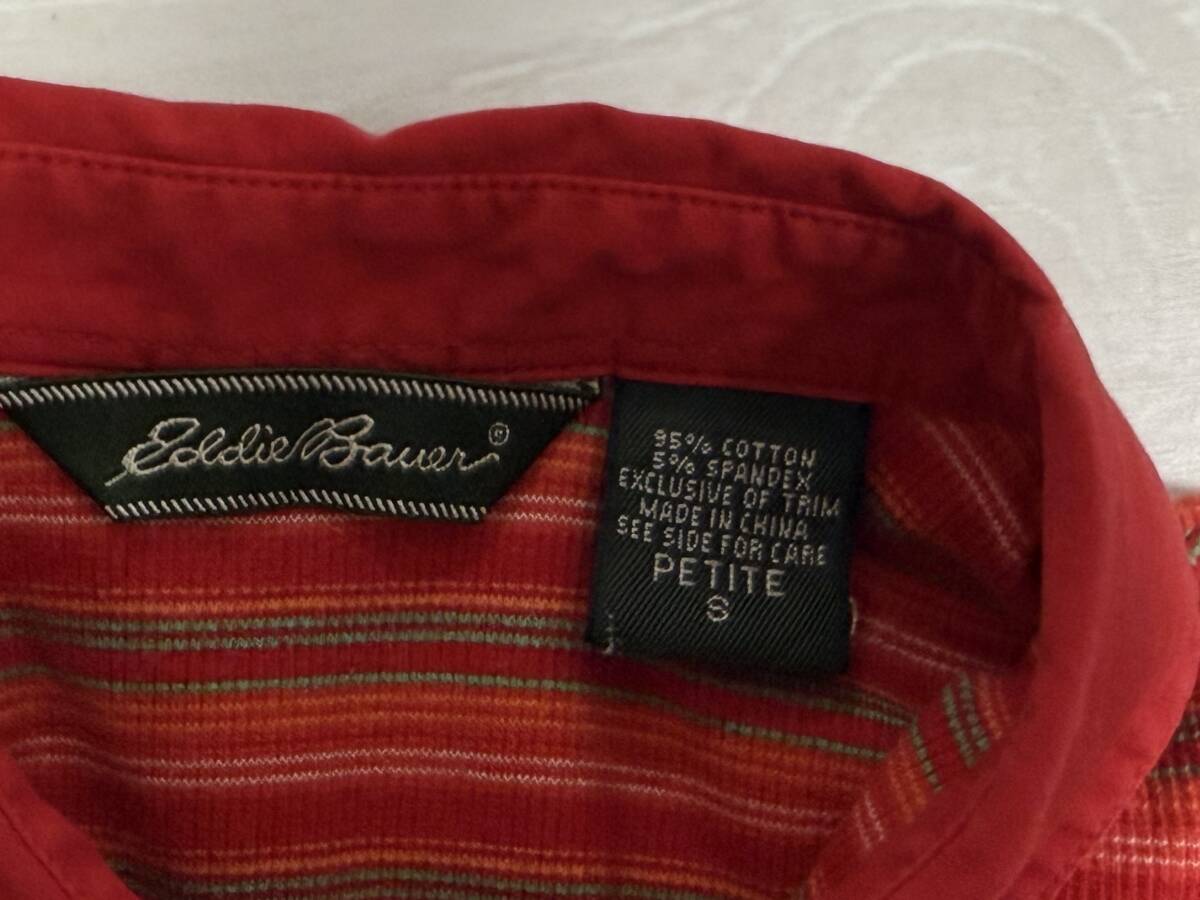 Eddie Bauer®
95% COTTON
5% SPANDEX
EXCLUSIVE OF TRIM
MADE IN CHINA
SEE SIDE FOR CARE
PETITE
S